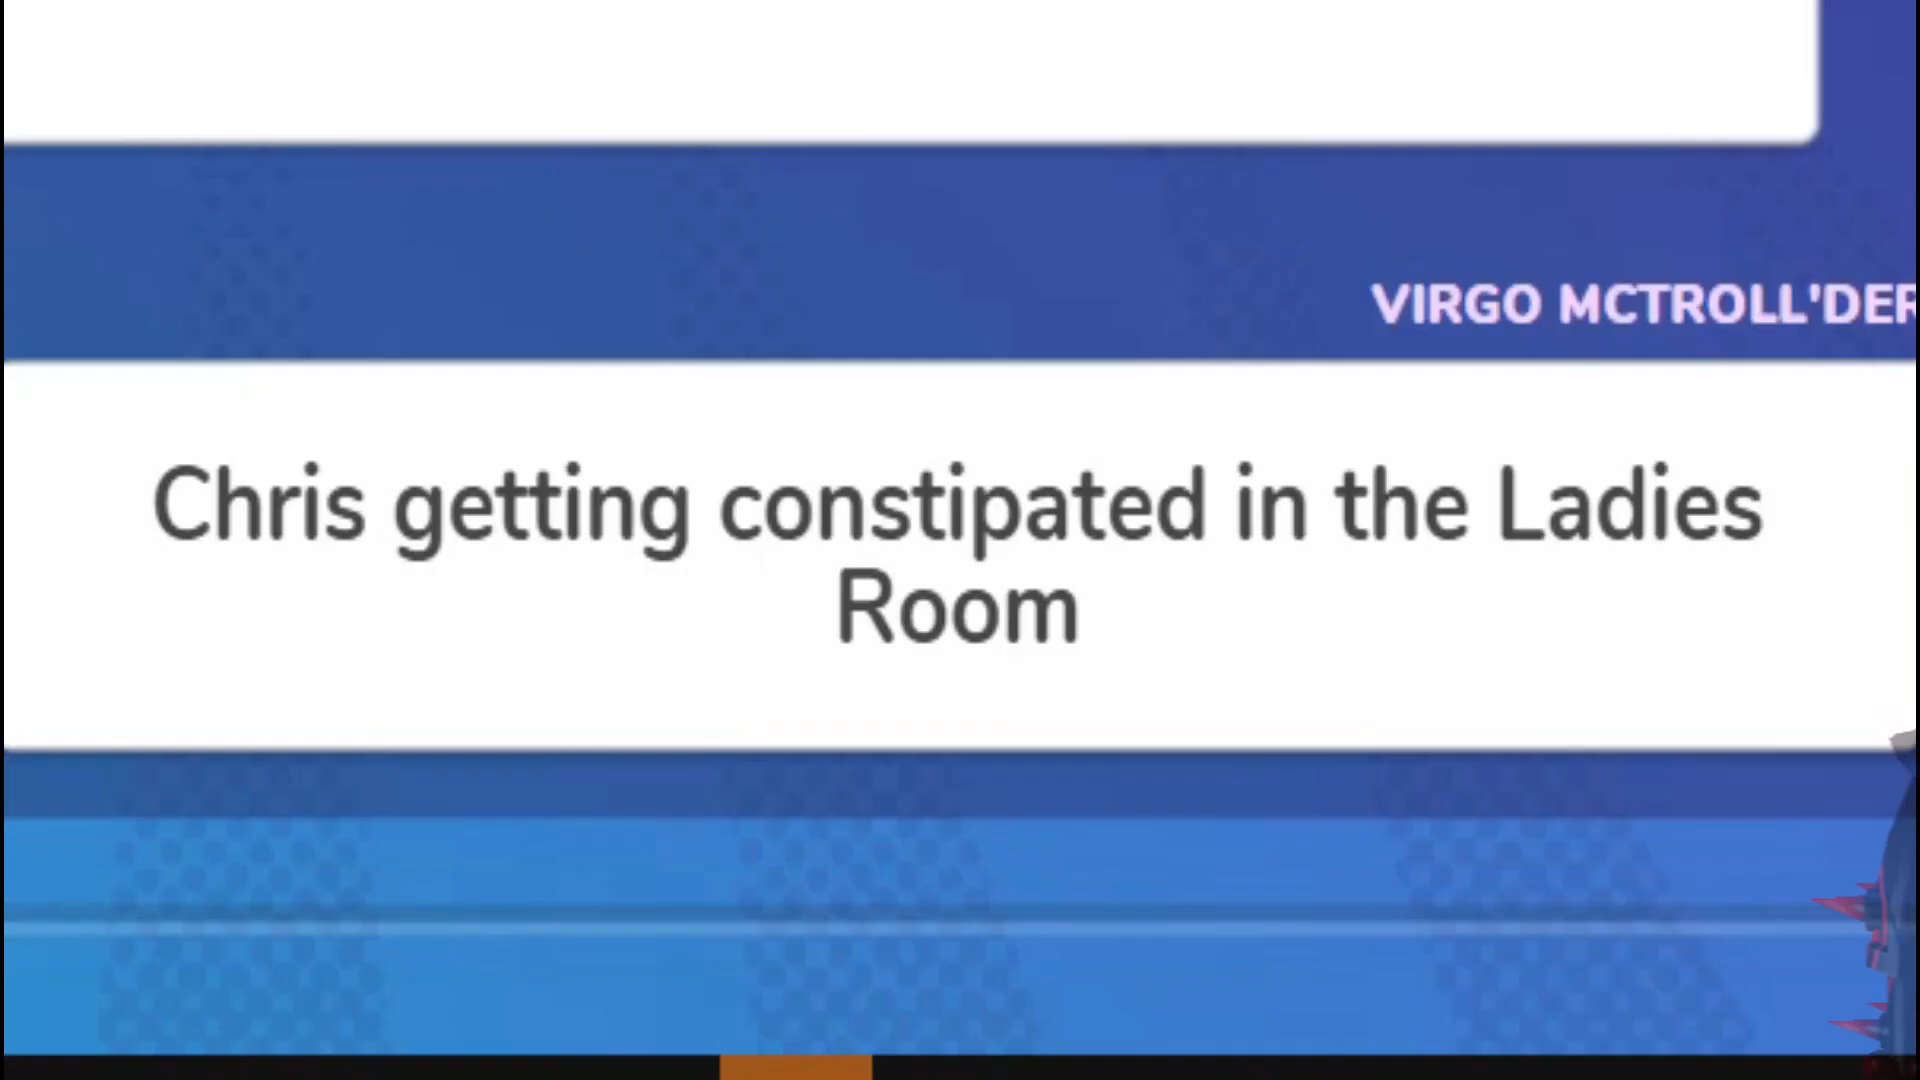 VIRGO MCTROLL'DER
Chris getting constipated in the Ladies
Room